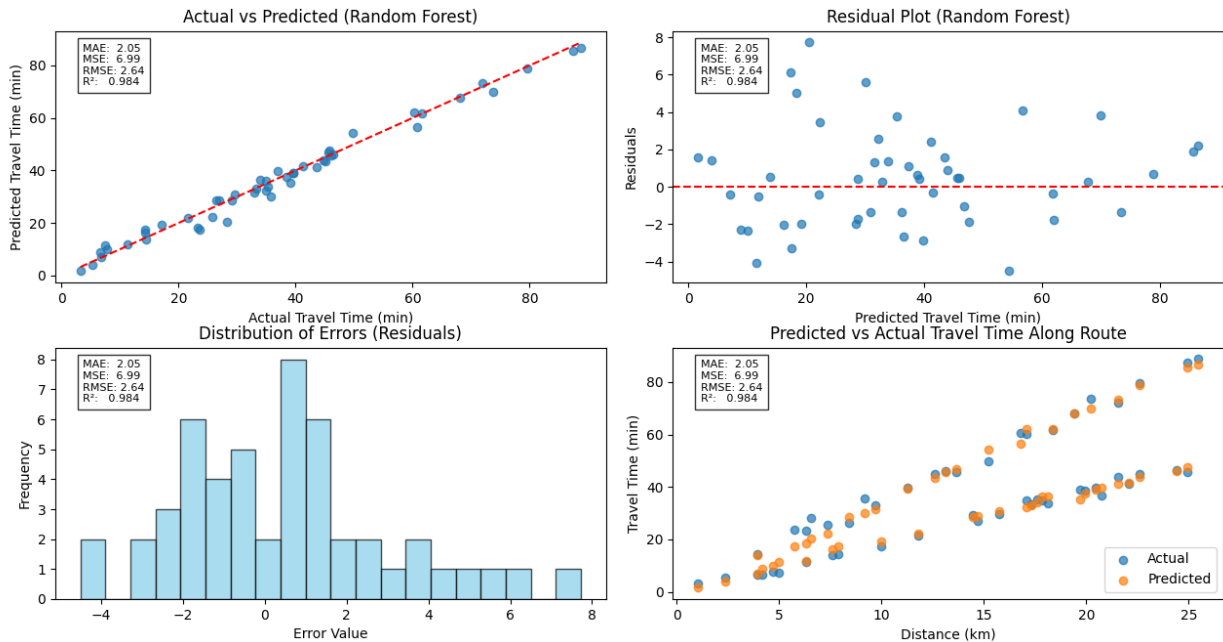 Actual vs Predicted (Random Forest)
MAE: 2.05
MSE: 6.99
RMSE: 2.64
R²: 0.984
Predicted Travel Time (min)
80
60
40
20
0
0 20 40 60 80
Actual Travel Time (min)
Residual Plot (Random Forest)
MAE: 2.05
MSE: 6.99
RMSE: 2.64
R²: 0.984
Residuals
8
6
4
2
0
−2
−4
0 20 40 60 80
Predicted Travel Time (min)
Distribution of Errors (Residuals)
MAE: 2.05
MSE: 6.99
RMSE: 2.64
R²: 0.984
Frequency
8
7
6
5
4
3
2
1
0
−4 −2 0 2 4 6 8
Error Value
Predicted vs Actual Travel Time Along Route
MAE: 2.05
MSE: 6.99
RMSE: 2.64
R²: 0.984
Travel Time (min)
80
60
40
20
0
Actual
Predicted
0 5 10 15 20 25
Distance (km)